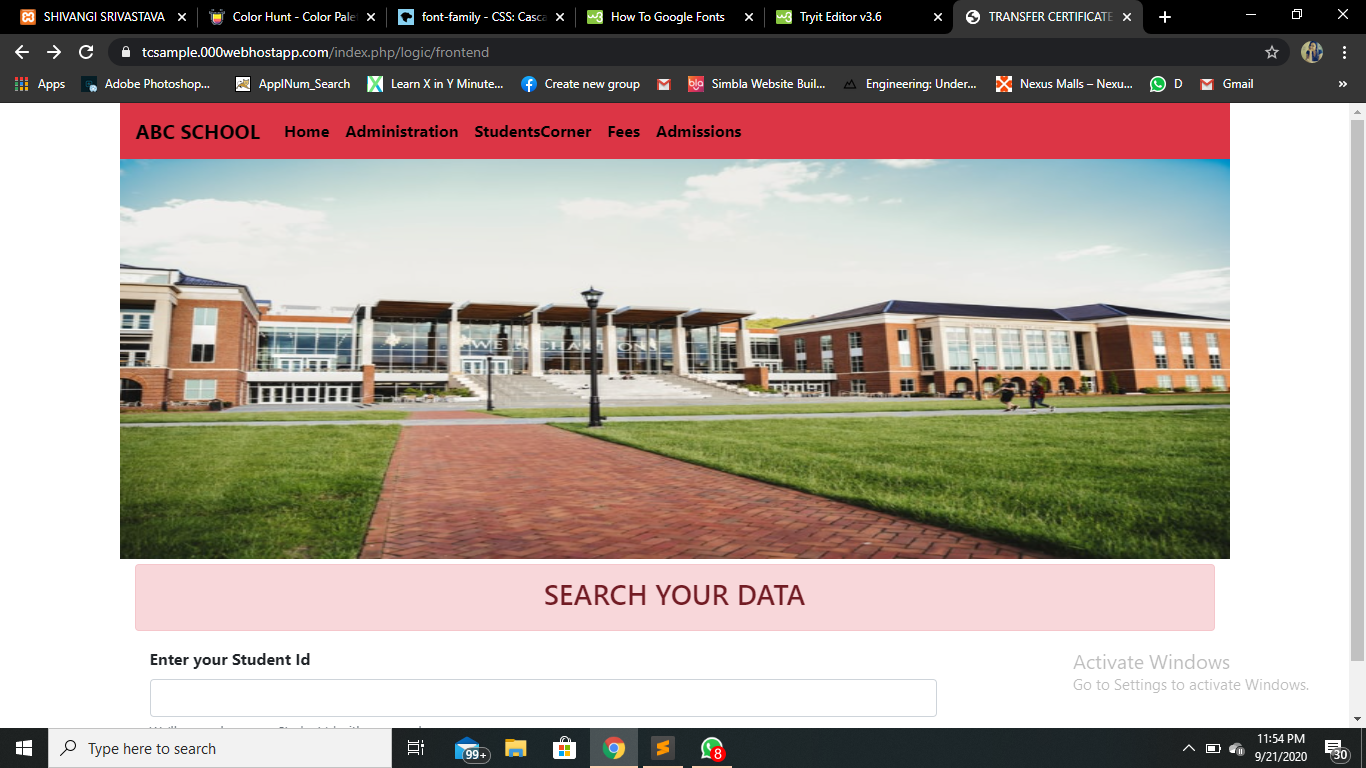 SHIVANGI SRIVASTAVA
Color Hunt - Color Pale
font-family - CSS: Casca
How To Google Fonts
Tryit Editor v3.6
TRANSFER CERTIFICATE
tcsample.000webhostapp.com/index.php/logic/frontend
Apps
Adobe Photoshop...
ApplNum_Search
Learn X in Y Minute...
Create new group
Simbla Website Buil...
Engineering: Under...
Nexus Malls – Nexu...
D
Gmail
»
ABC SCHOOL Home Administration StudentsCorner Fees Admissions
WE CHAMPIONS
SEARCH YOUR DATA
Enter your Student Id
Activate Windows
Go to Settings to activate Windows.
Type here to search
99+
8
11:54 PM
9/21/2020
30